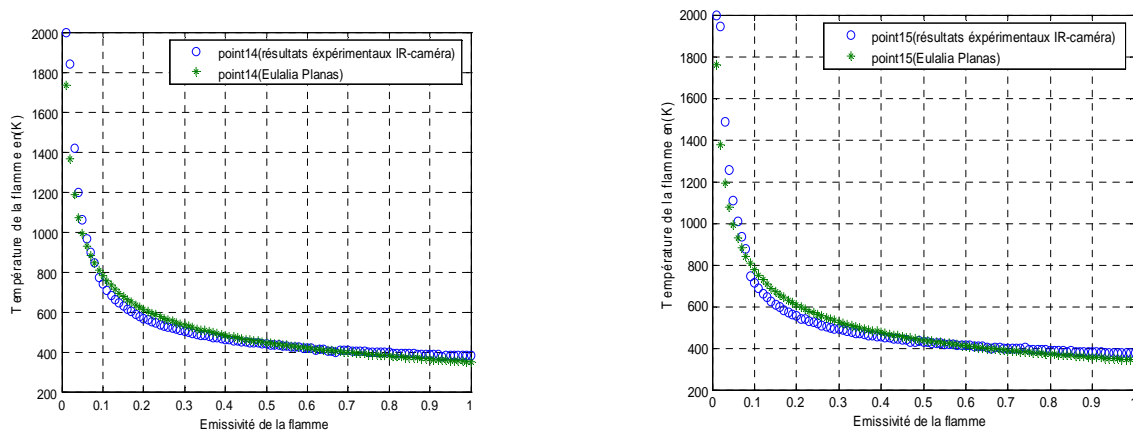 2000
1800
1600
1400
1200
1000
800
600
400
200
Température de la flamme en(K)
point14(résultats éxpérimentaux IR-caméra)
point14(Eulalia Planas)
0 0.1 0.2 0.3 0.4 0.5 0.6 0.7 0.8 0.9 1
Emissivité de la flamme
2000
1800
1600
1400
1200
1000
800
600
400
200
Température de la flamme en(K)
point15(résultats éxpérimentaux IR-caméra)
point15(Eulalia Planas)
0 0.1 0.2 0.3 0.4 0.5 0.6 0.7 0.8 0.9 1
Emissivité de la flamme